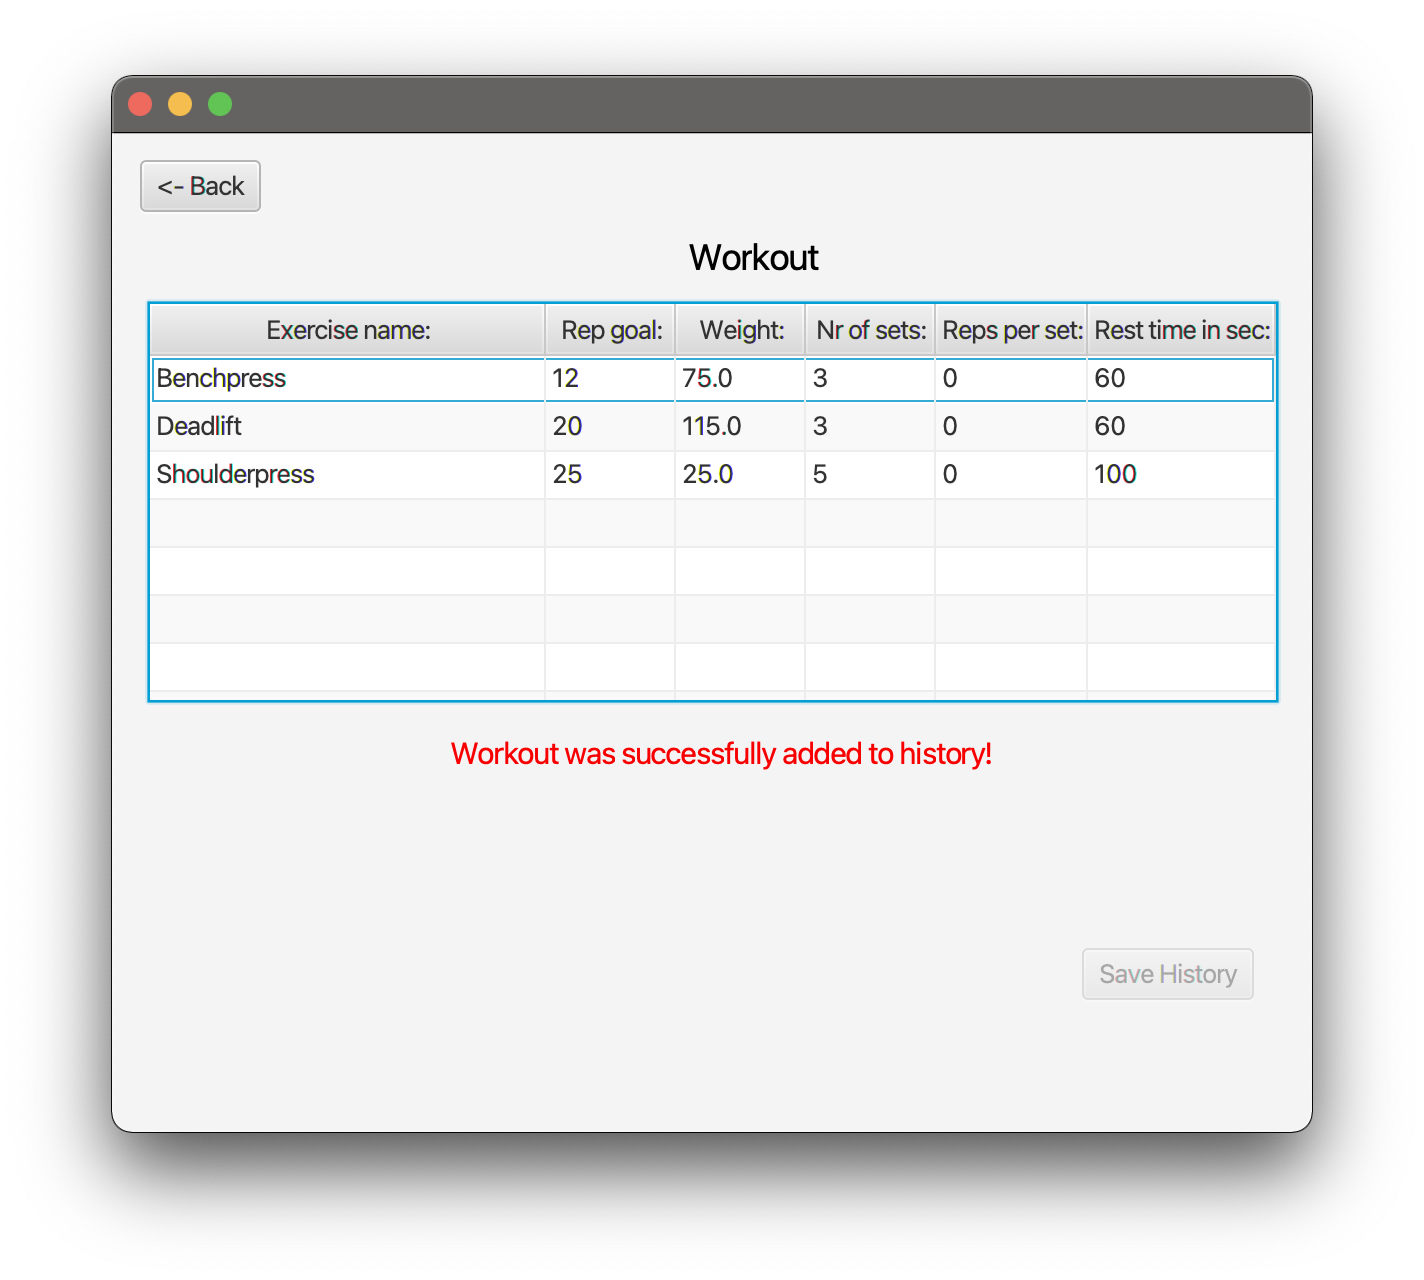 <- Back
Workout
Exercise name: Rep goal: Weight: Nr of sets: Reps per set: Rest time in sec:
Benchpress 12 75.0 3 0 60
Deadlift 20 115.0 3 0 60
Shoulderpress 25 25.0 5 0 100
Workout was successfully added to history!
Save History